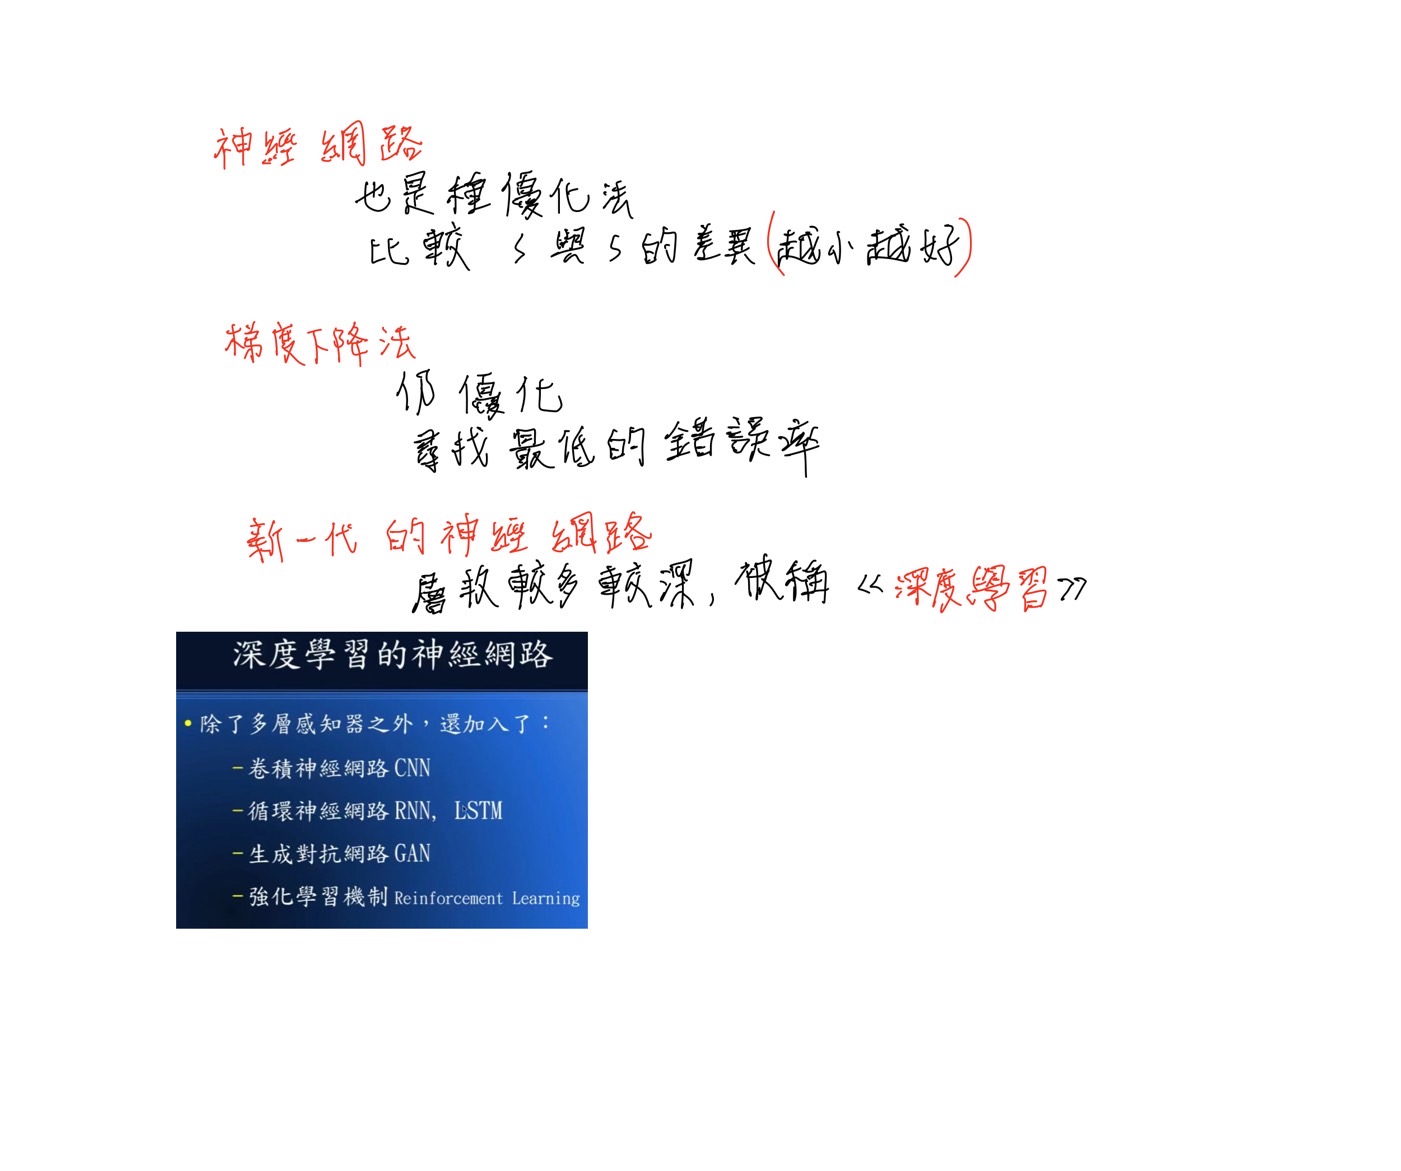 神經網路
也是種優化法
比較 s 與 s 的差異(越小越好)
梯度下降法
仍優化
尋找最低的錯誤率
新一代的神經網路
層數較多較深, 被稱 «深度學習»
深度學習的神經網路
• 除了多層感知器之外,還加入了:
– 卷積神經網路 CNN
– 循環神經網路 RNN, LSTM
– 生成對抗網路 GAN
– 強化學習機制 Reinforcement Learning